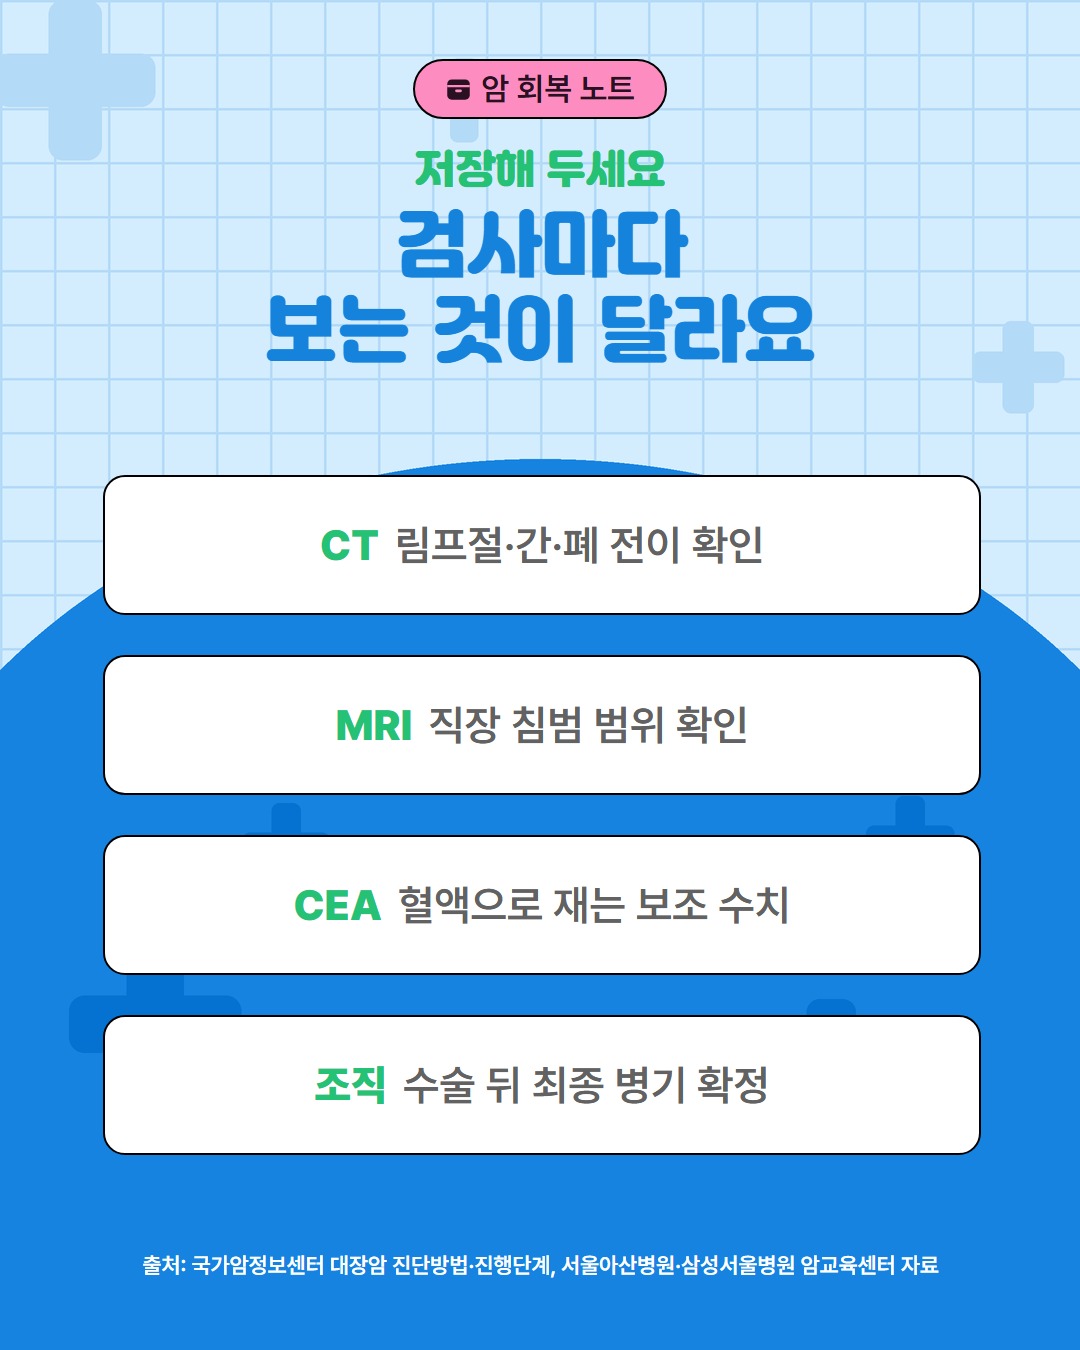 암 회복 노트
저장해 두세요
검사마다
보는 것이 달라요
CT 림프절·간·폐 전이 확인
MRI 직장 침범 범위 확인
CEA 혈액으로 재는 보조 수치
조직 수술 뒤 최종 병기 확정
출처: 국가암정보센터 대장암 진단방법·진행단계, 서울아산병원·삼성서울병원 암교육센터 자료